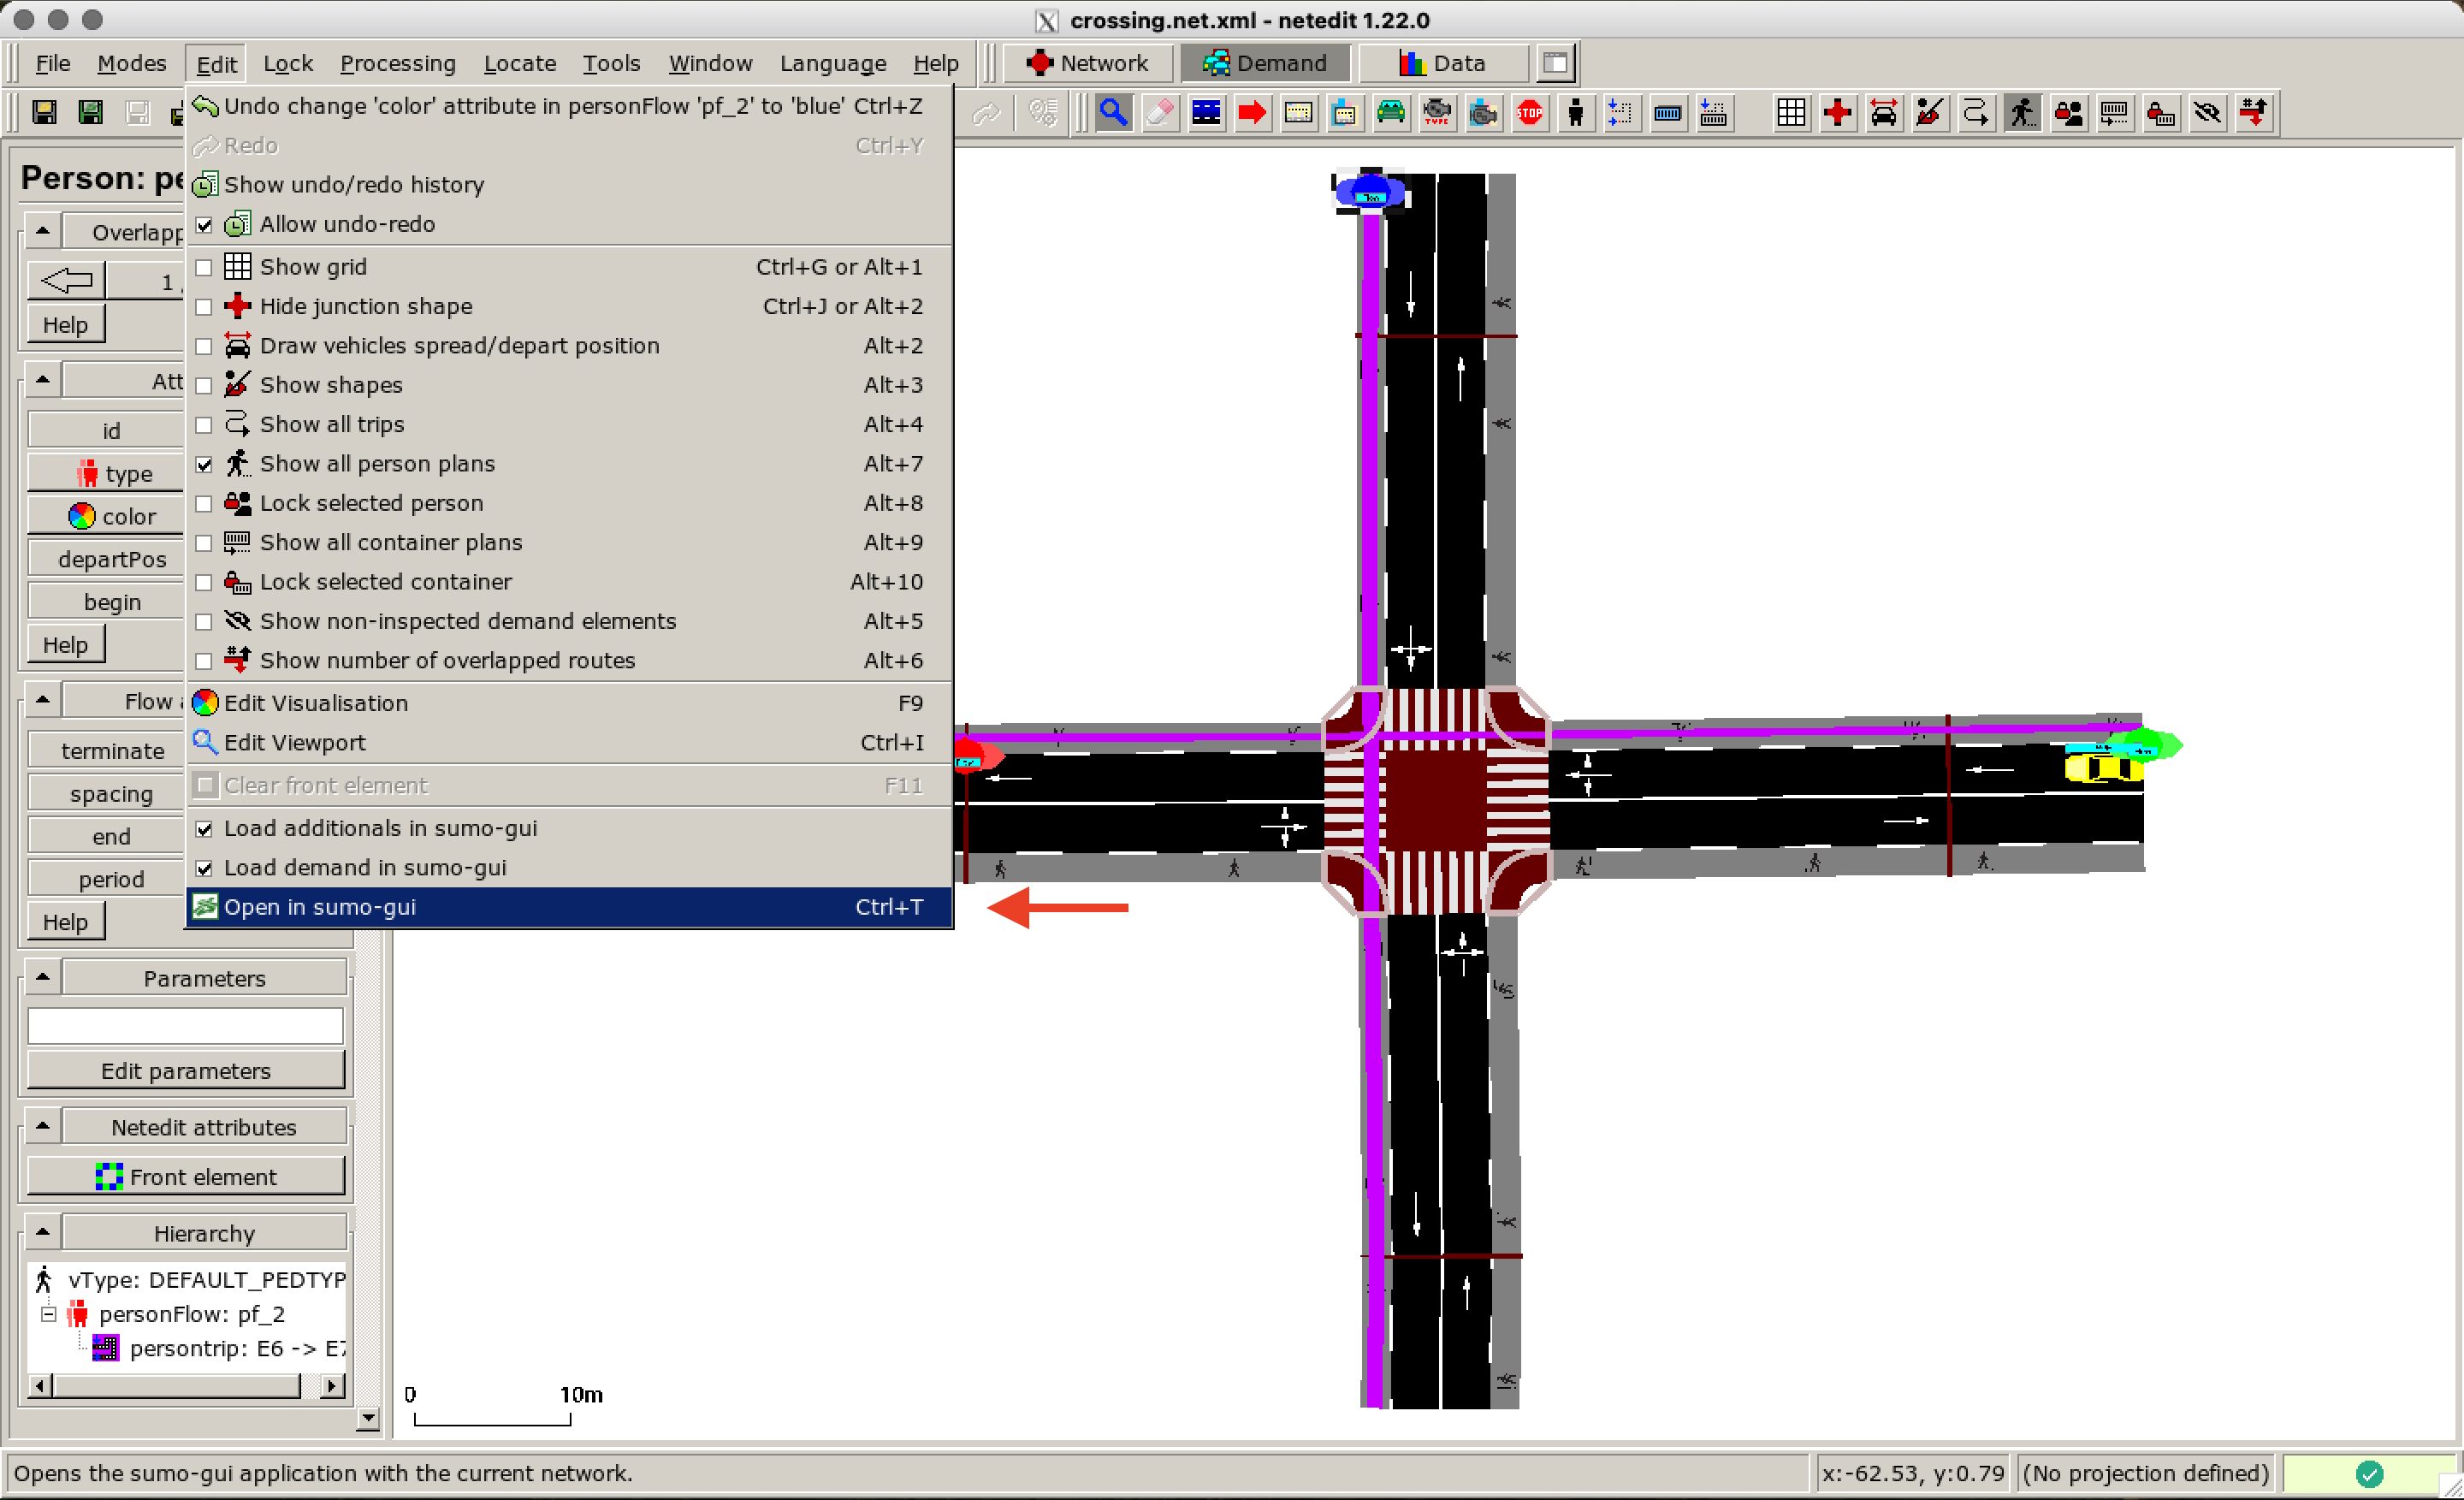 crossing.net.xml - netedit 1.22.0
File Modes Edit Lock Processing Locate Tools Window Language Help Network Demand Data
Undo change 'color' attribute in personFlow 'pf_2' to 'blue' Ctrl+Z
Redo Ctrl+Y
Show undo/redo history
Allow undo-redo
Show grid Ctrl+G or Alt+1
Hide junction shape Ctrl+J or Alt+2
Draw vehicles spread/depart position Alt+2
Show shapes Alt+3
Show all trips Alt+4
Show all person plans Alt+7
Lock selected person Alt+8
Show all container plans Alt+9
Lock selected container Alt+10
Show non-inspected demand elements Alt+5
Show number of overlapped routes Alt+6
Edit Visualisation F9
Edit Viewport Ctrl+I
Clear front element F11
Load additionals in sumo-gui
Load demand in sumo-gui
Open in sumo-gui Ctrl+T
TYPE
STOP
Person: pe
Overlapp
1
Help
Att
id
type
color
departPos
begin
Help
Flow a
terminate
spacing
end
period
Help
Parameters
Edit parameters
Netedit attributes
Front element
Hierarchy
vType: DEFAULT_PEDTYP
personFlow: pf_2
persontrip: E6 -> E7
0 10m
Opens the sumo-gui application with the current network.
x:-62.53, y:0.79
(No projection defined)